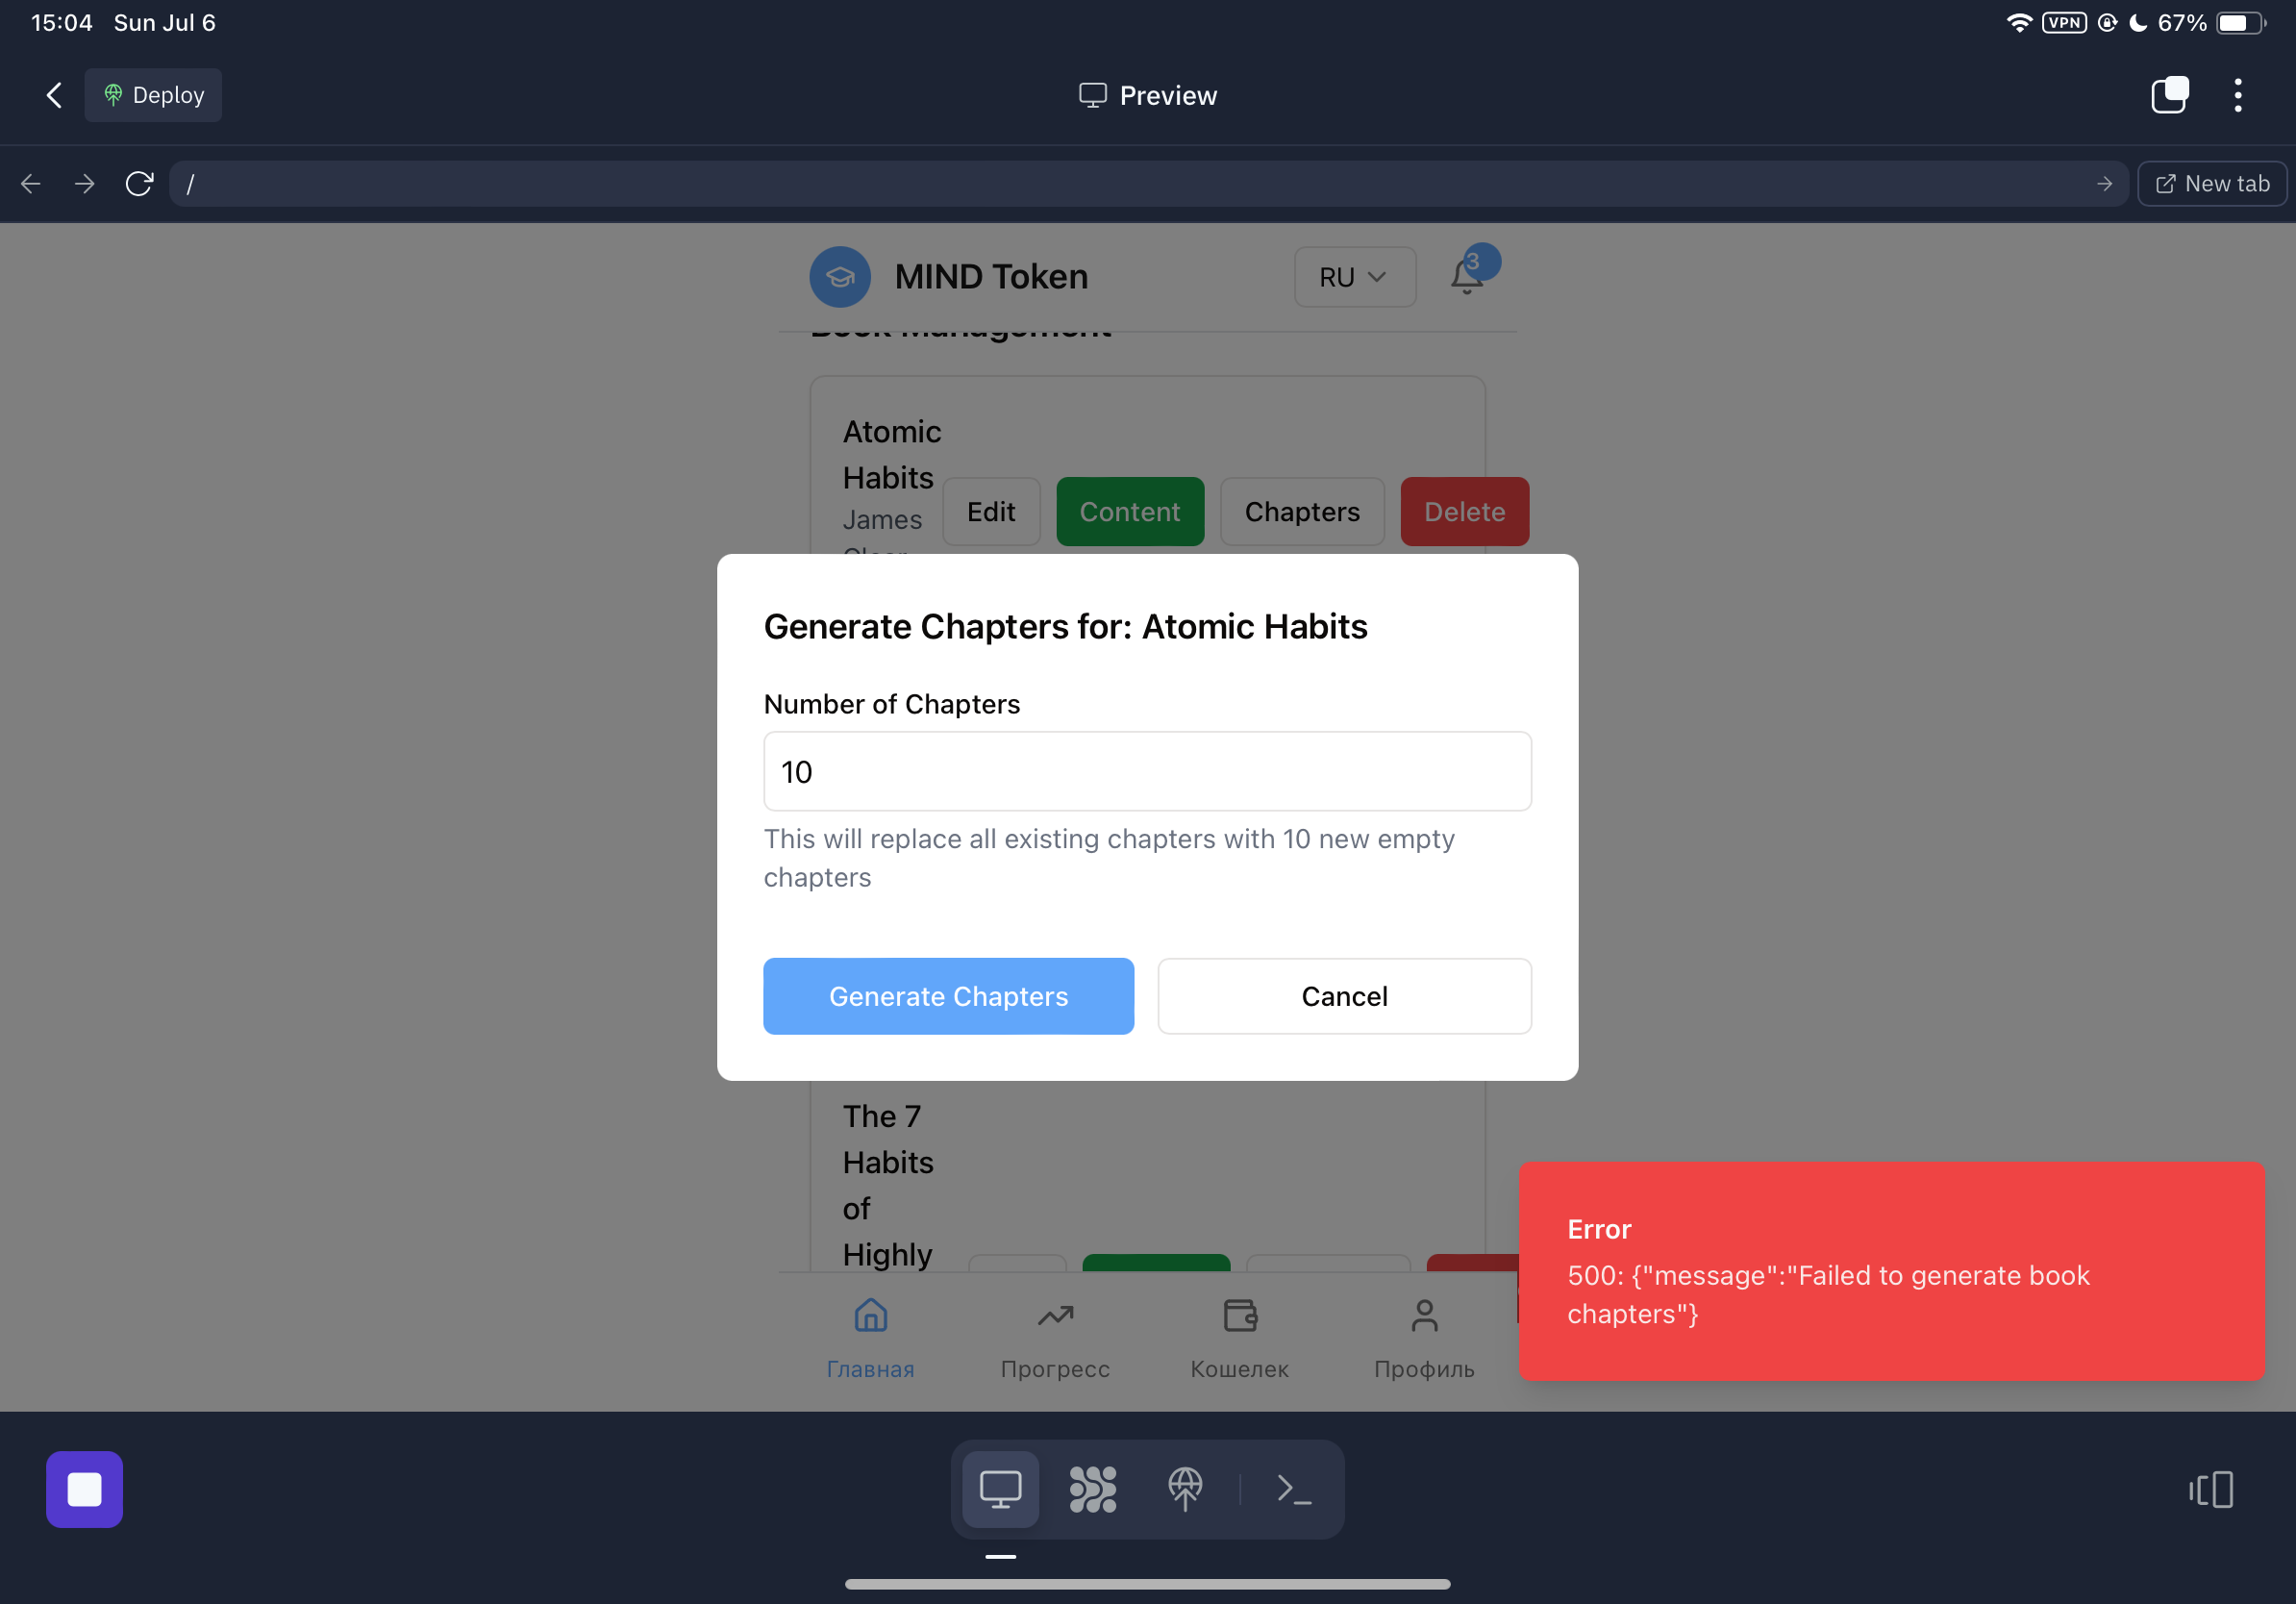 15:04 Sun Jul 6
VPN 67%
Deploy
Preview
/
New tab
MIND Token
RU
3
Book Management
Atomic
Habits
James
Edit
Content
Chapters
Delete
Generate Chapters for: Atomic Habits
Number of Chapters
10
This will replace all existing chapters with 10 new empty
chapters
Generate Chapters
Cancel
The 7
Habits
of
Highly
Error
500: {"message":"Failed to generate book
chapters"}
Главная
Прогресс
Кошелек
Профиль